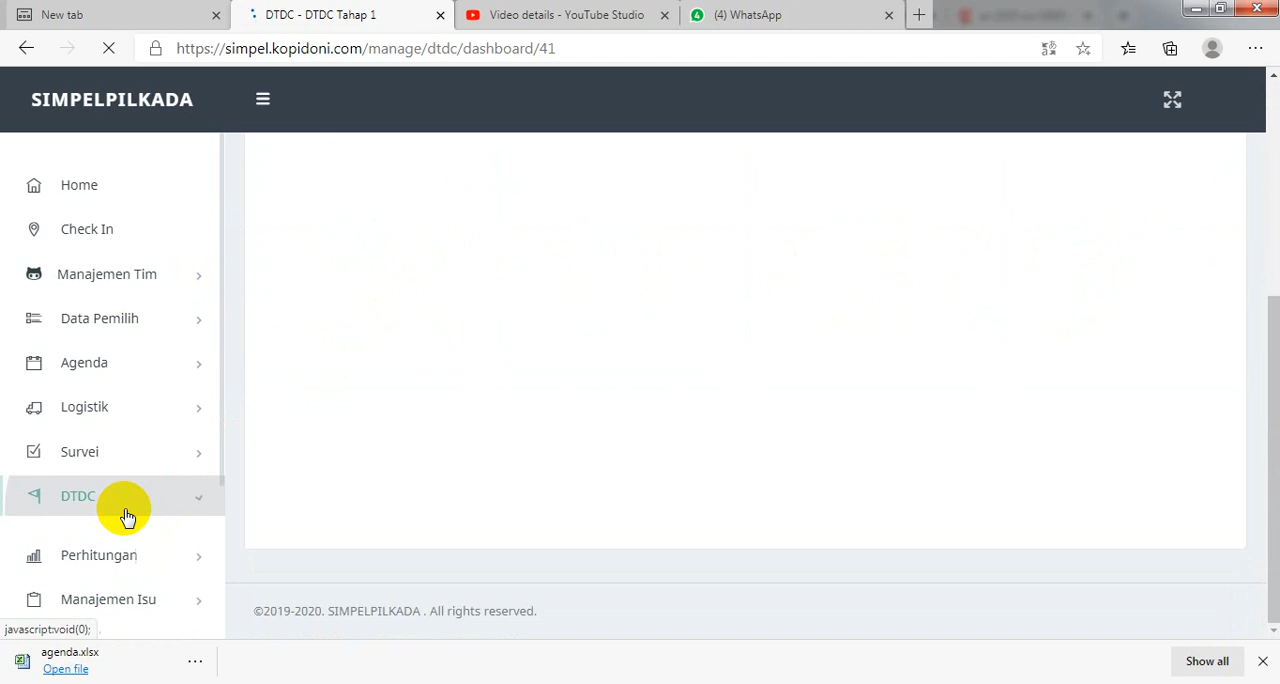 New tab
DTDC - DTDC Tahap 1
Video details - YouTube Studio
(4) WhatsApp
https://simpel.kopidoni.com/manage/dtdc/dashboard/41
SIMPELPILKADA
Home
Check In
Manajemen Tim
Data Pemilih
Agenda
Logistik
Survei
DTDC
Perhitungan
Manajemen Isu
©2019-2020. SIMPELPILKADA . All rights reserved.
javascript:void(0);
agenda.xlsx
Open file
Show all